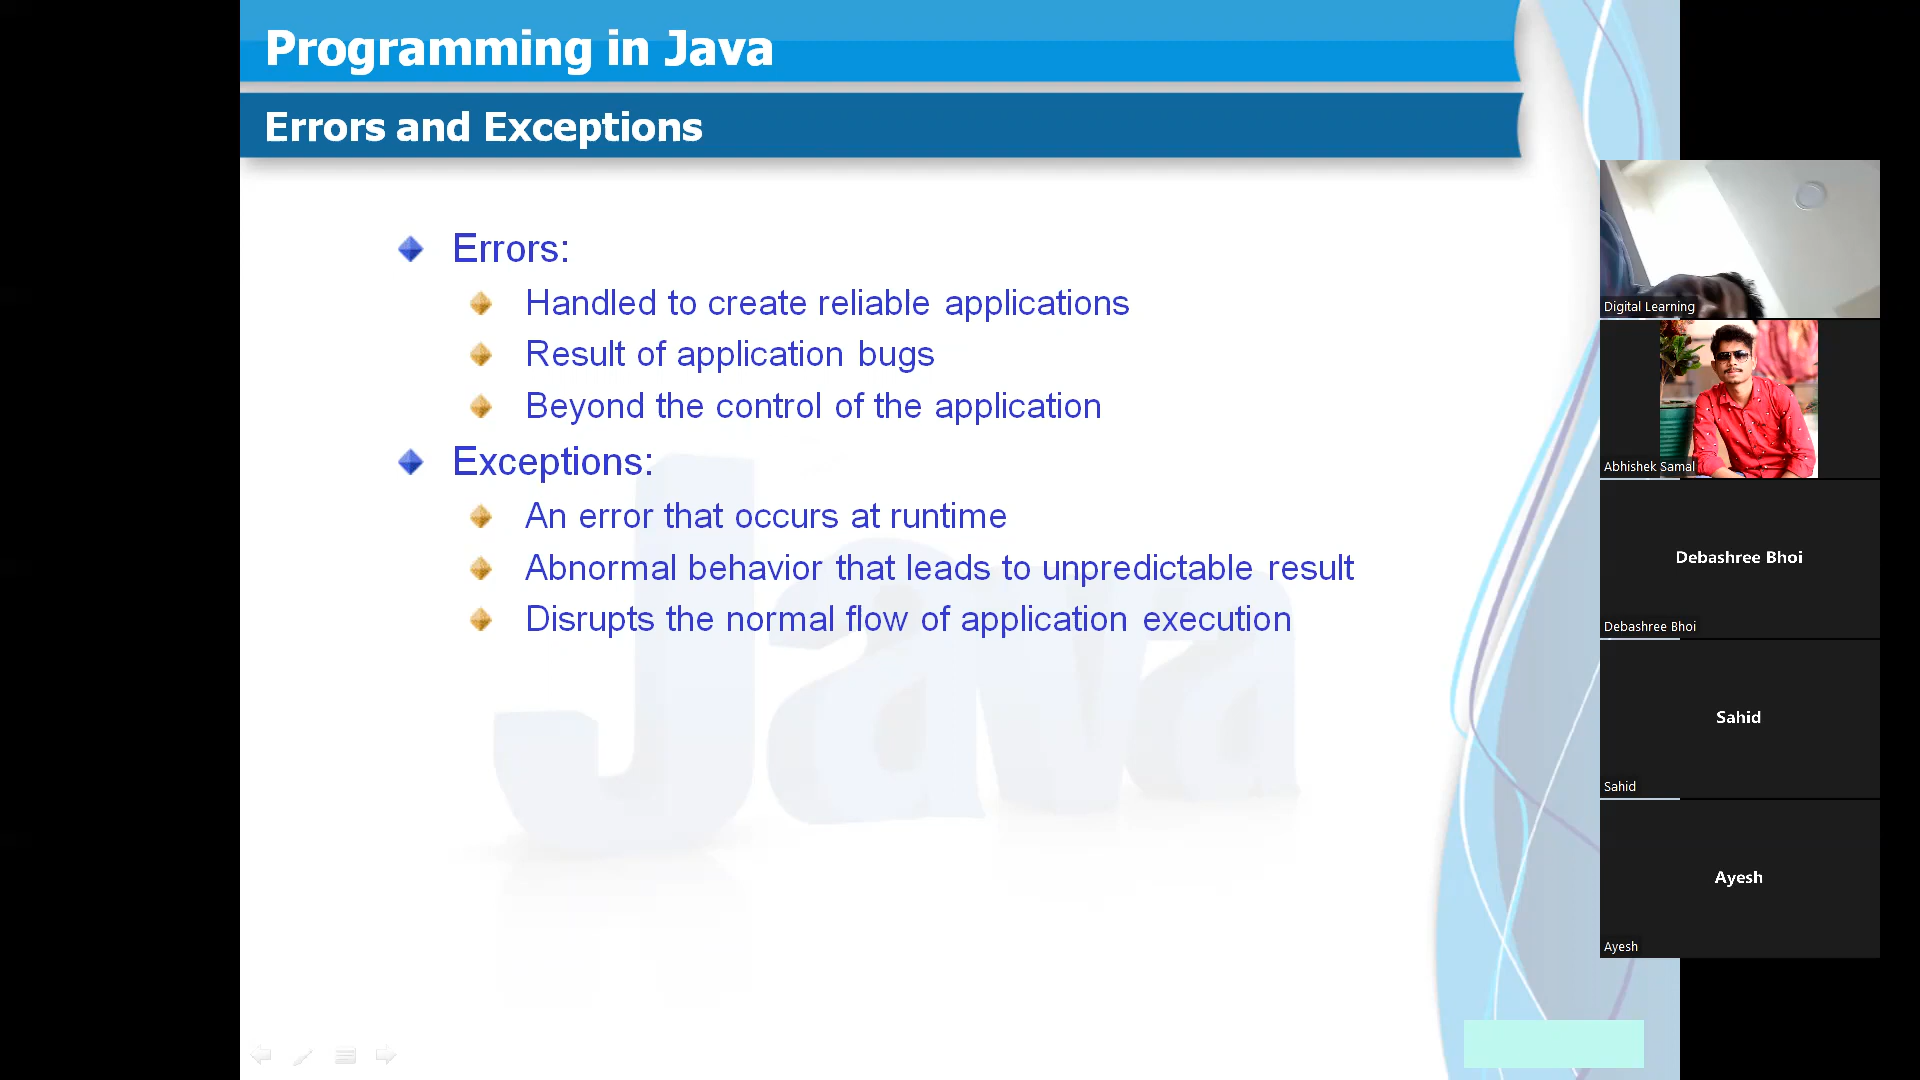 Programming in Java
Errors and Exceptions
Errors:
Handled to create reliable applications
Result of application bugs
Beyond the control of the application
Exceptions:
An error that occurs at runtime
Abnormal behavior that leads to unpredictable result
Disrupts the normal flow of application execution
Java
Digital Learning
Abhishek Samal
Debashree Bhoi
Debashree Bhoi
Sahid
Sahid
Ayesh
Ayesh